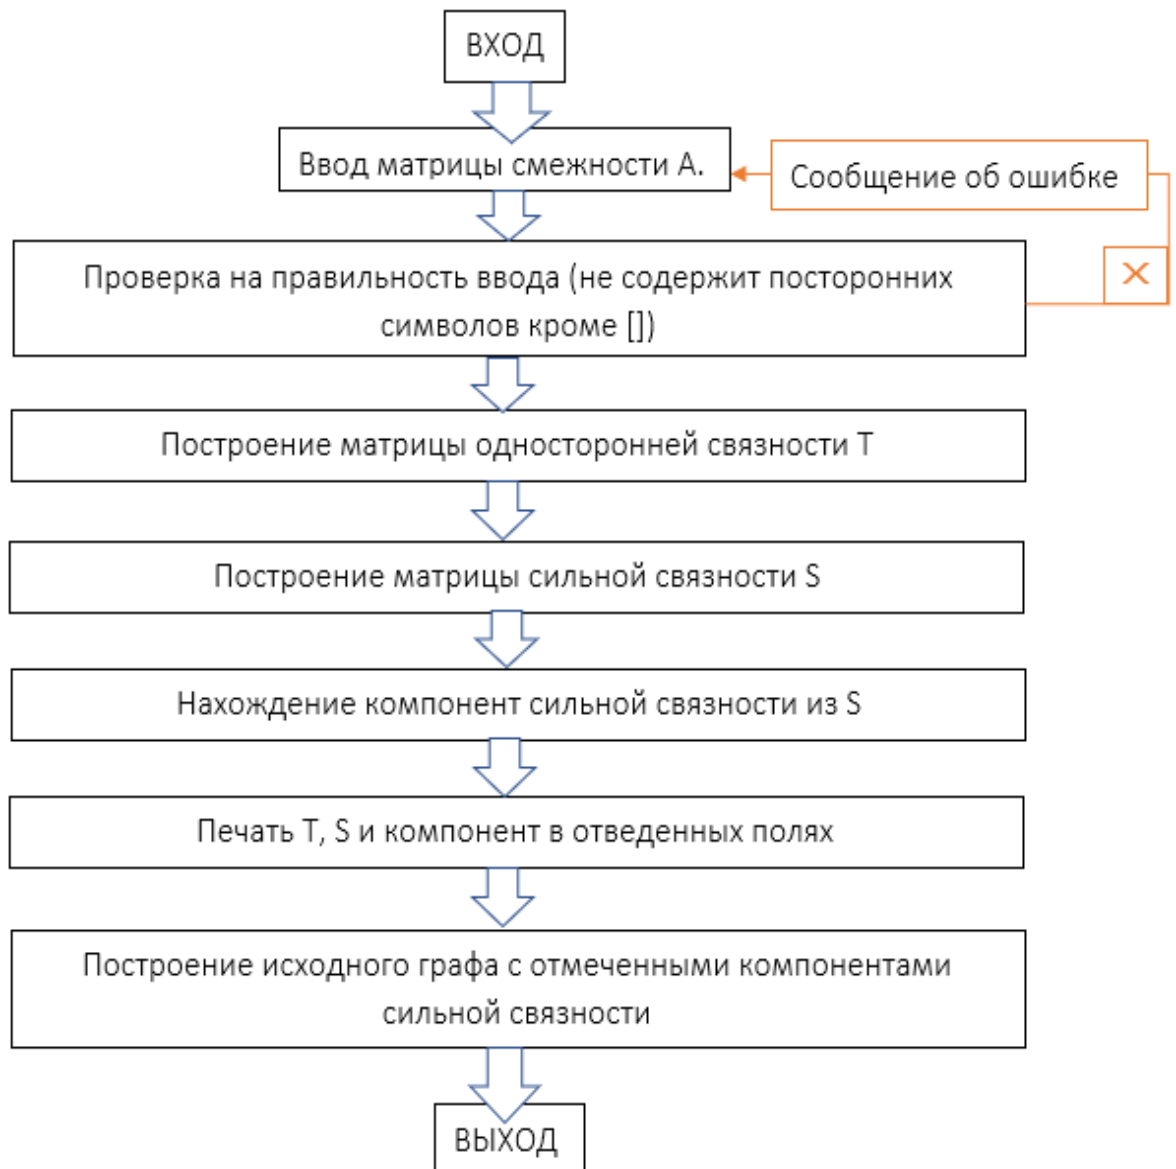 ВХОД
Ввод матрицы смежности А.
Сообщение об ошибке
Проверка на правильность ввода (не содержит посторонних
символов кроме [])
×
Построение матрицы односторонней связности Т
Построение матрицы сильной связности S
Нахождение компонент сильной связности из S
Печать T, S и компонент в отведенных полях
Построение исходного графа с отмеченными компонентами
сильной связности
ВЫХОД